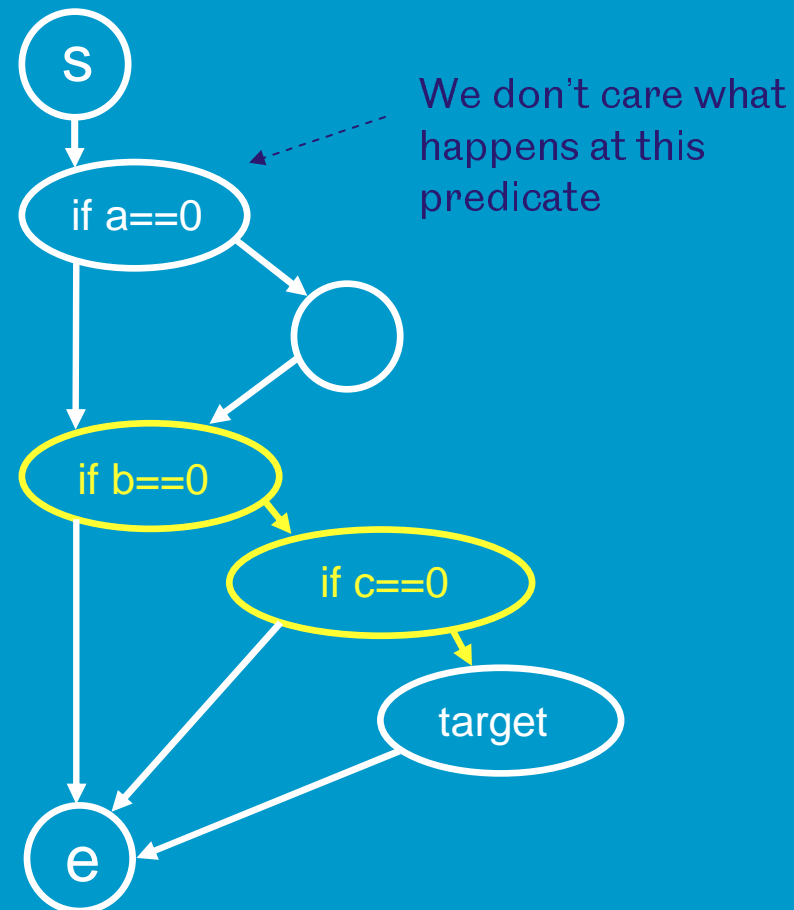 s
We don't care what
happens at this
predicate
if a==0
if b==0
if c==0
target
e